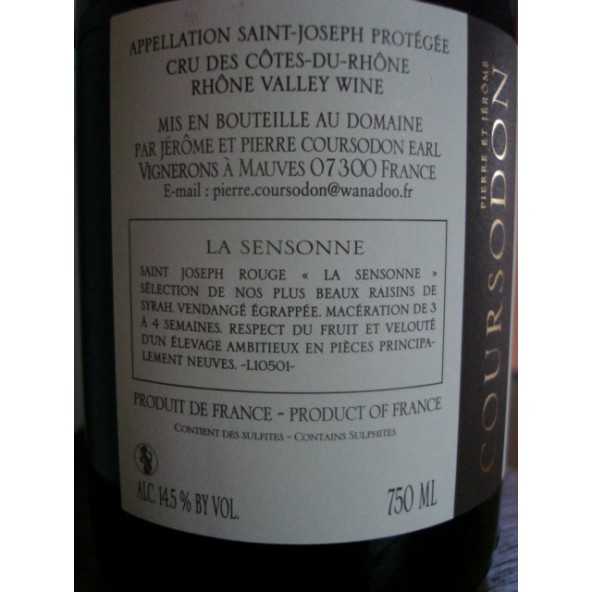 APPELLATION SAINT-JOSEPH PROTÉGÉE
CRU DES CÔTES-DU-RHÔNE
RHÔNE VALLEY WINE
MIS EN BOUTEILLE AU DOMAINE
PAR JÉRÔME ET PIERRE COURSODON EARL
VIGNERONS À MAUVES 07300 FRANCE
E-mail : pierre.coursodon@wanadoo.fr
LA SENSONNE
SAINT JOSEPH ROUGE « LA SENSONNE »
SÉLECTION DE NOS PLUS BEAUX RAISINS DE
SYRAH. VENDANGÉ ÉGRAPPÉE. MACÉRATION DE 3
À 4 SEMAINES. RESPECT DU FRUIT ET VELOUTÉ
D'UN ÉLEVAGE AMBITIEUX EN PIÈCES PRINCIPA-
LEMENT NEUVES. -L10501-
PRODUIT DE FRANCE - PRODUCT OF FRANCE
CONTIENT DES SULFITES - CONTAINS SULPHITES
ALC. 14.5 % BY VOL.
750 ML
PIERRE ET JÉRÔME
COURSODON